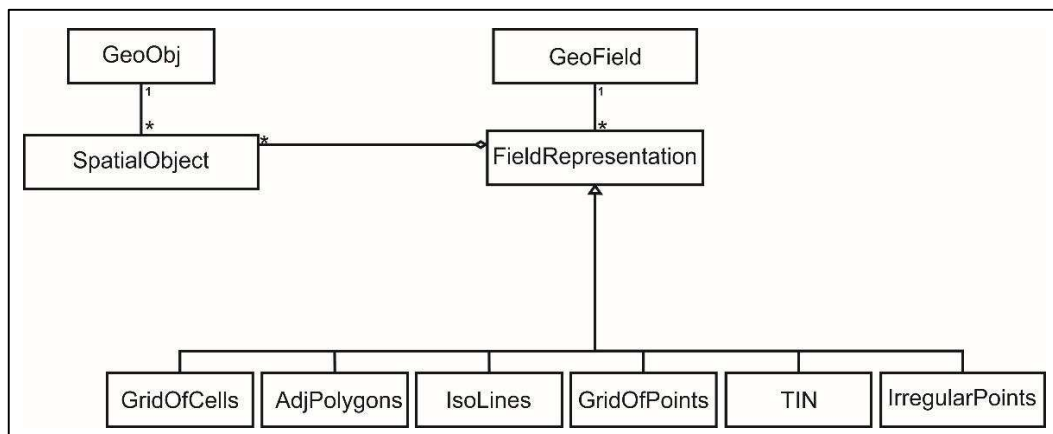 GeoObj GeoField
1 1
* *
SpatialObject * FieldRepresentation
GridOfCells AdjPolygons IsoLines GridOfPoints TIN IrregularPoints